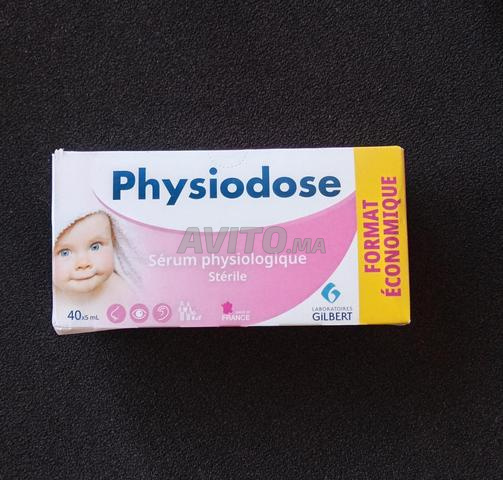 Physiodose
AVITO.MA
Sérum physiologique
Stérile
40x5 mL
FRANCE
LABORATOIRES
GILBERT
FORMAT
ÉCONOMIQUE